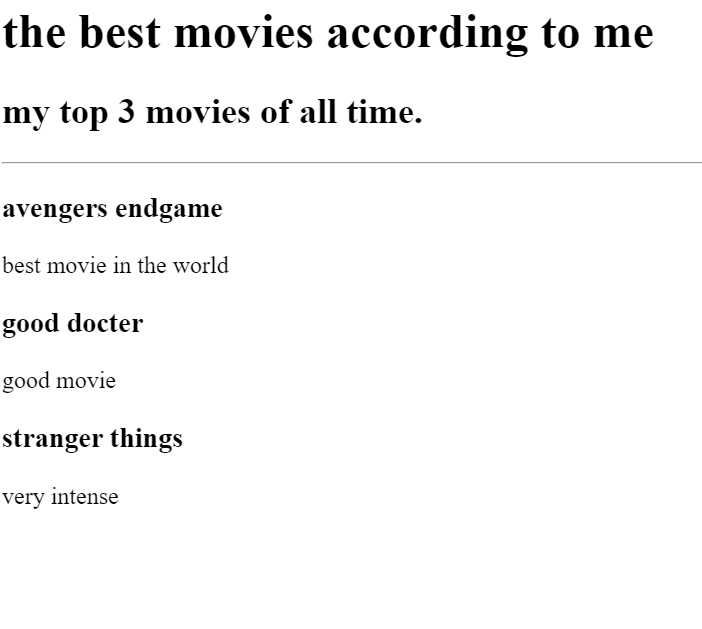 the best movies according to me
my top 3 movies of all time.
avengers endgame
best movie in the world
good docter
good movie
stranger things
very intense